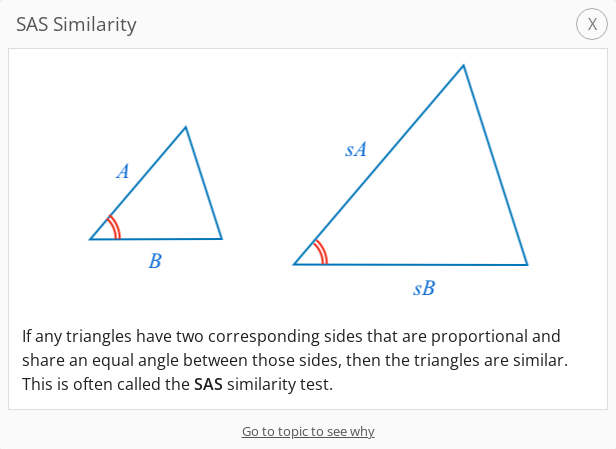 SAS Similarity
X
A
sA
B
sB
If any triangles have two corresponding sides that are proportional and
share an equal angle between those sides, then the triangles are similar.
This is often called the SAS similarity test.
Go to topic to see why